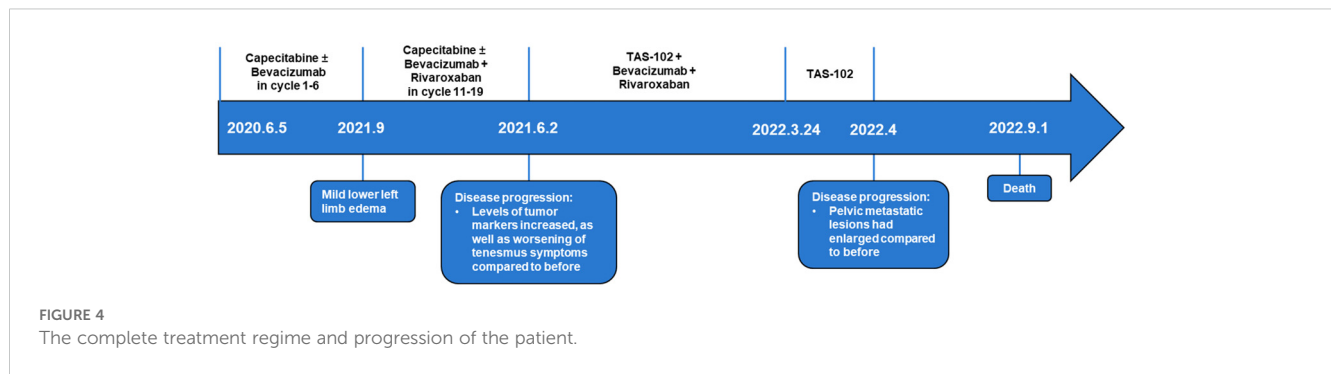 Capecitabine ±
Bevacizumab
in cycle 1-6
Capecitabine ±
Bevacizumab +
Rivaroxaban
in cycle 11-19
TAS-102 +
Bevacizumab +
Rivaroxaban
TAS-102
2020.6.5
2021.9
2021.6.2
2022.3.24
2022.4
2022.9.1
Mild lower left
limb edema
Disease progression:
• Levels of tumor
markers increased, as
well as worsening of
tenesmus symptoms
compared to before
Disease progression:
• Pelvic metastatic
lesions had
enlarged compared
to before
Death
FIGURE 4
The complete treatment regime and progression of the patient.